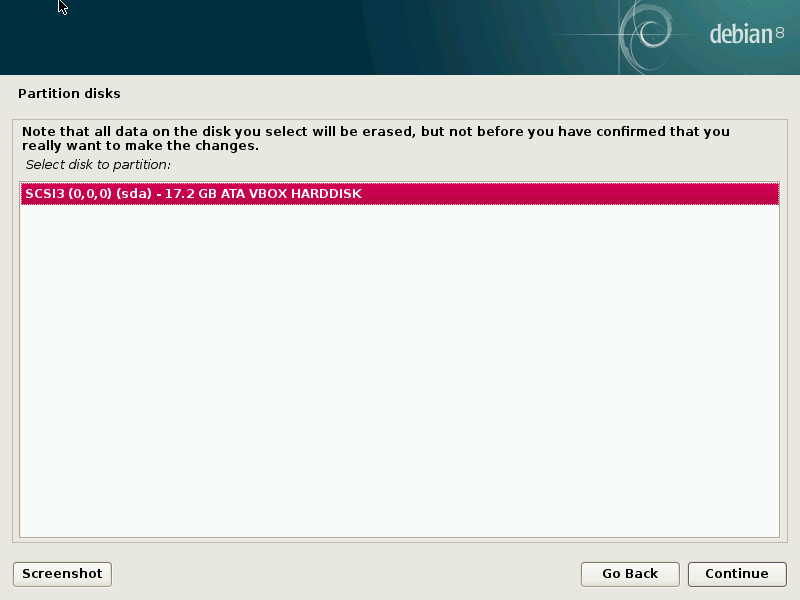 debian 8
Partition disks
Note that all data on the disk you select will be erased, but not before you have confirmed that you
really want to make the changes.
Select disk to partition:
SCSI3 (0,0,0) (sda) - 17.2 GB ATA VBOX HARDDISK
Screenshot
Go Back
Continue